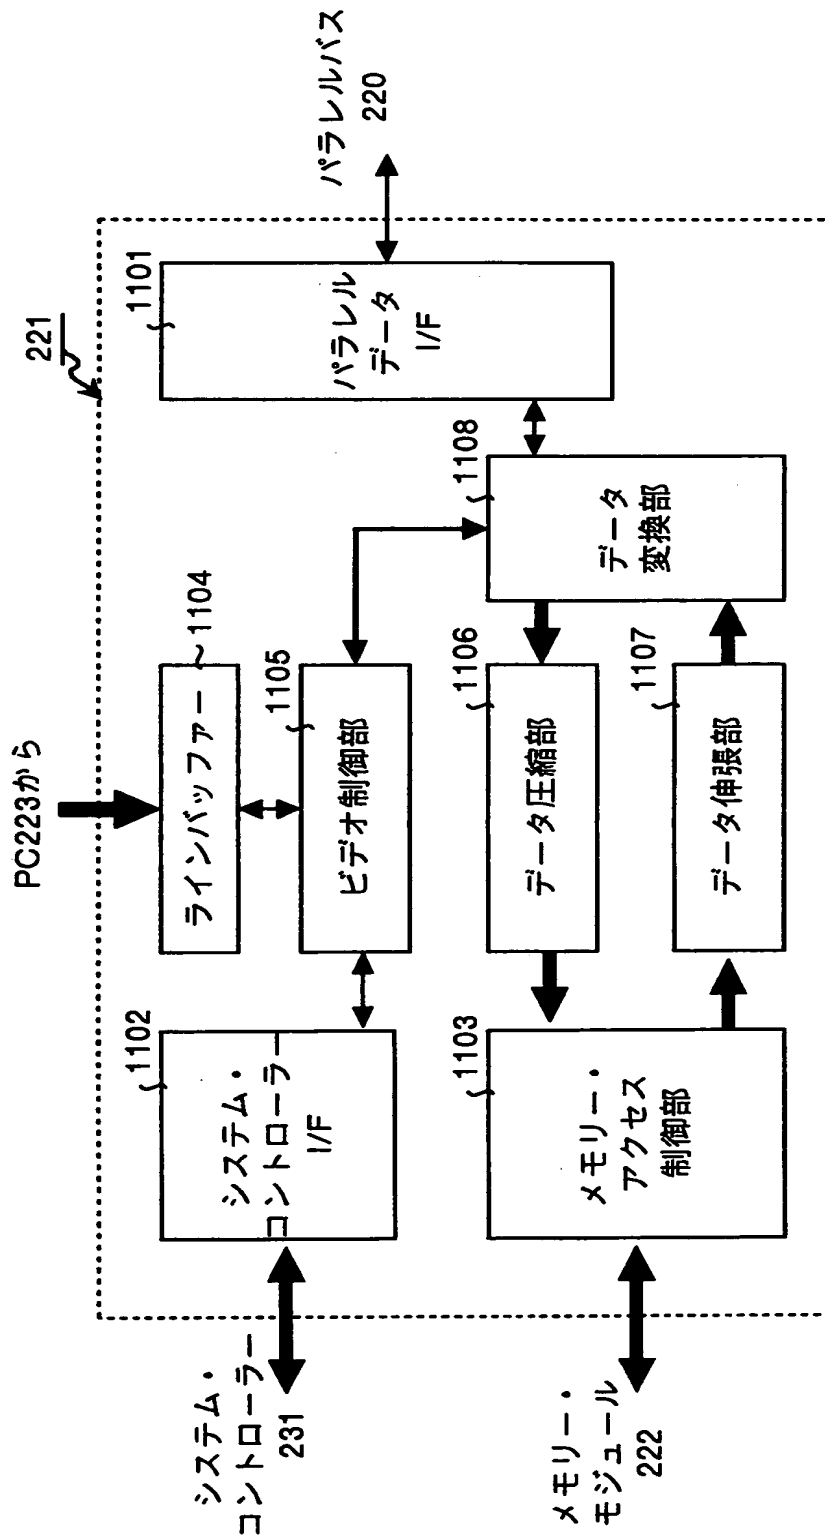 221
PC223から
システム・
コントローラー
231
1102
システム・
コントローラー
I/F
ラインバッファー
~1104
1105
ビデオ制御部
1101
パラレル
データ
I/F
パラレルバス
220
メモリー・
モジュール
222
1103
メモリー・
アクセス
制御部
1106
データ圧縮部
1107
データ伸張部
1108
データ
変換部